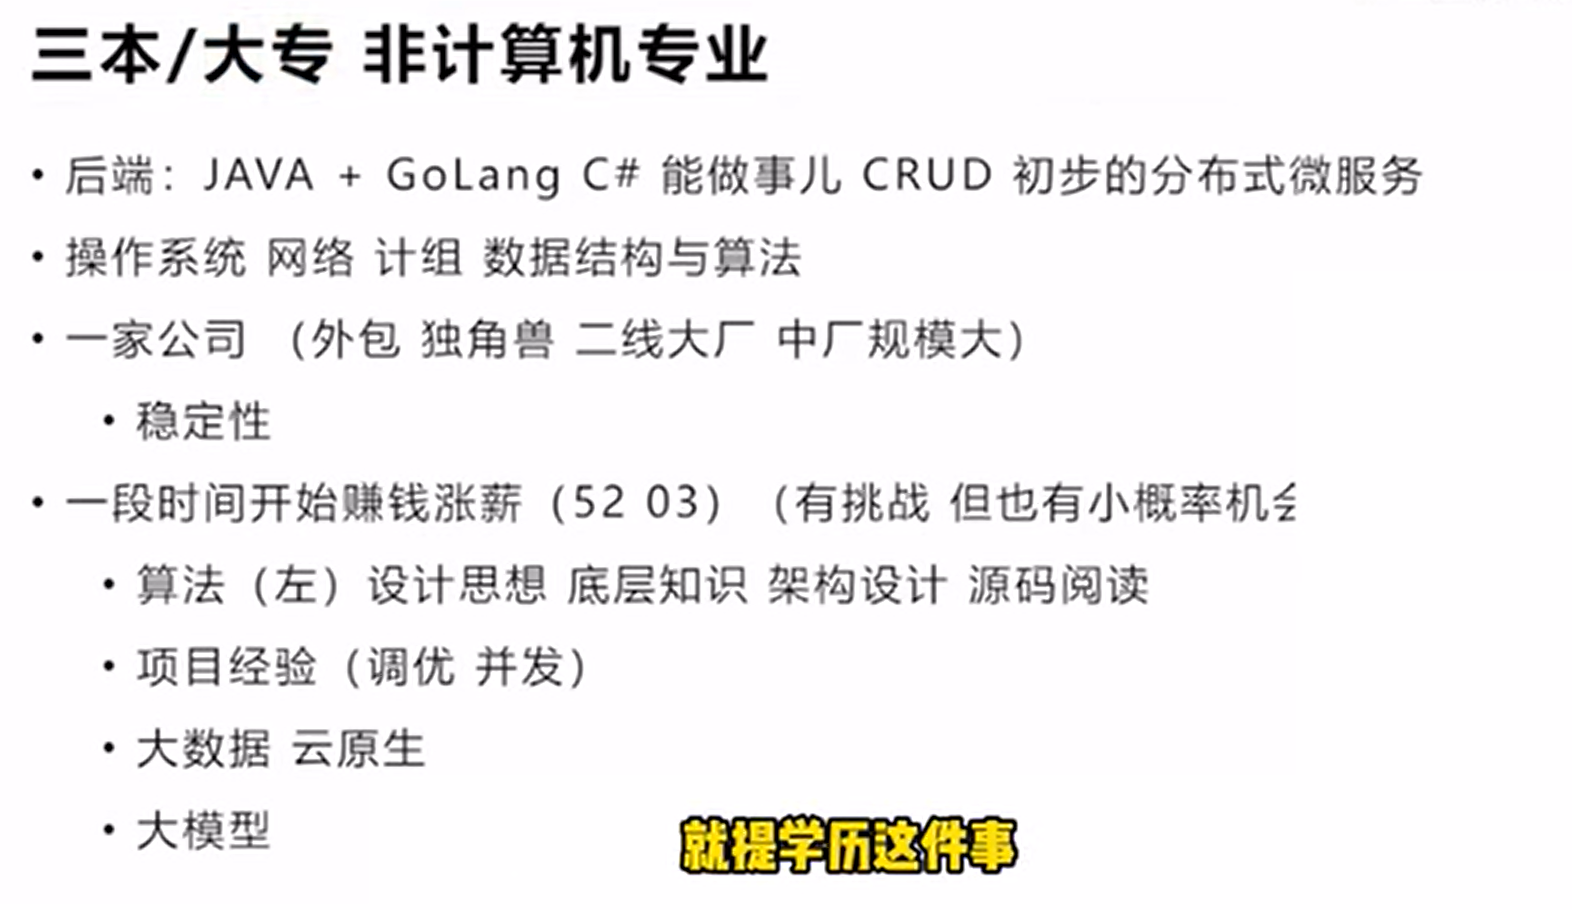 三本/大专 非计算机专业
• 后端：JAVA + GoLang C# 能做事儿 CRUD 初步的分布式微服务
• 操作系统 网络 计组 数据结构与算法
• 一家公司 （外包 独角兽 二线大厂 中厂规模大）
• 稳定性
• 一段时间开始赚钱涨薪（52 03）（有挑战 但也有小概率机会
• 算法（左）设计思想 底层知识 架构设计 源码阅读
• 项目经验（调优 并发）
• 大数据 云原生
• 大模型
就提学历这件事